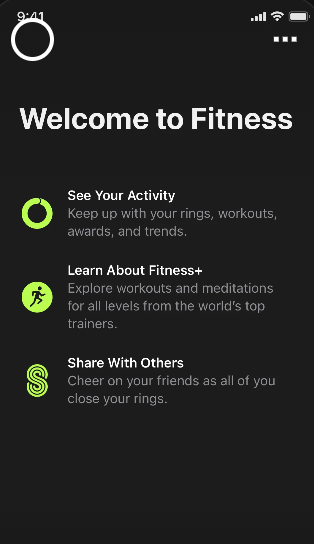 9:41
Welcome to Fitness
See Your Activity
Keep up with your rings, workouts,
awards, and trends.
Learn About Fitness+
Explore workouts and meditations
for all levels from the world's top
trainers.
Share With Others
Cheer on your friends as all of you
close your rings.